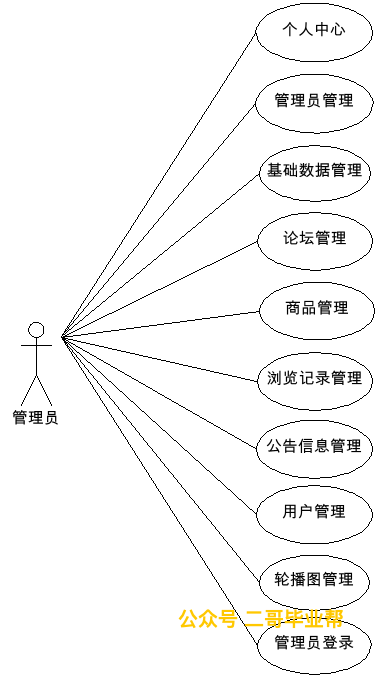 个人中心
管理员管理
基础数据管理
论坛管理
商品管理
浏览记录管理
管理员
公告信息管理
用户管理
轮播图管理
公众号 二哥毕业帮
管理员登录